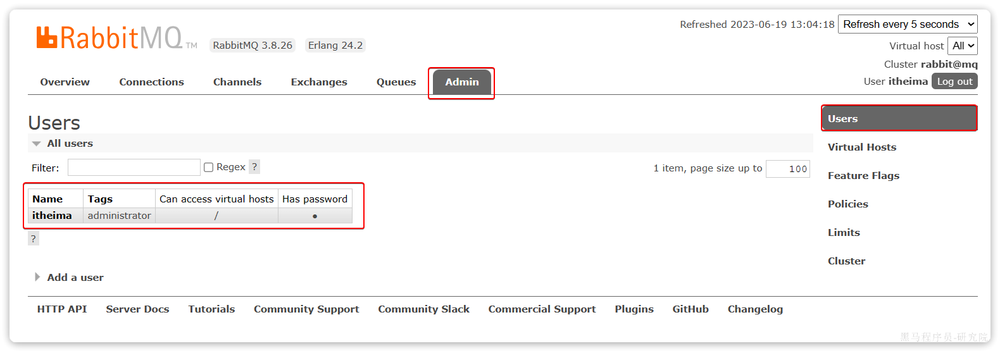 Refreshed 2023-06-19 13:04:18 Refresh every 5 seconds
RabbitMQ TM RabbitMQ 3.8.26 Erlang 24.2
Virtual host All
Cluster rabbit@mq
User itheima Log out
Overview Connections Channels Exchanges Queues Admin
Users
Users
All users
Virtual Hosts
Filter: Regex ? 1 item, page size up to 100
Feature Flags
Name Tags Can access virtual hosts Has password
Policies
itheima administrator / ●
Limits
?
Cluster
Add a user
HTTP API Server Docs Tutorials Community Support Community Slack Commercial Support Plugins GitHub Changelog
黑马程序员-研究院